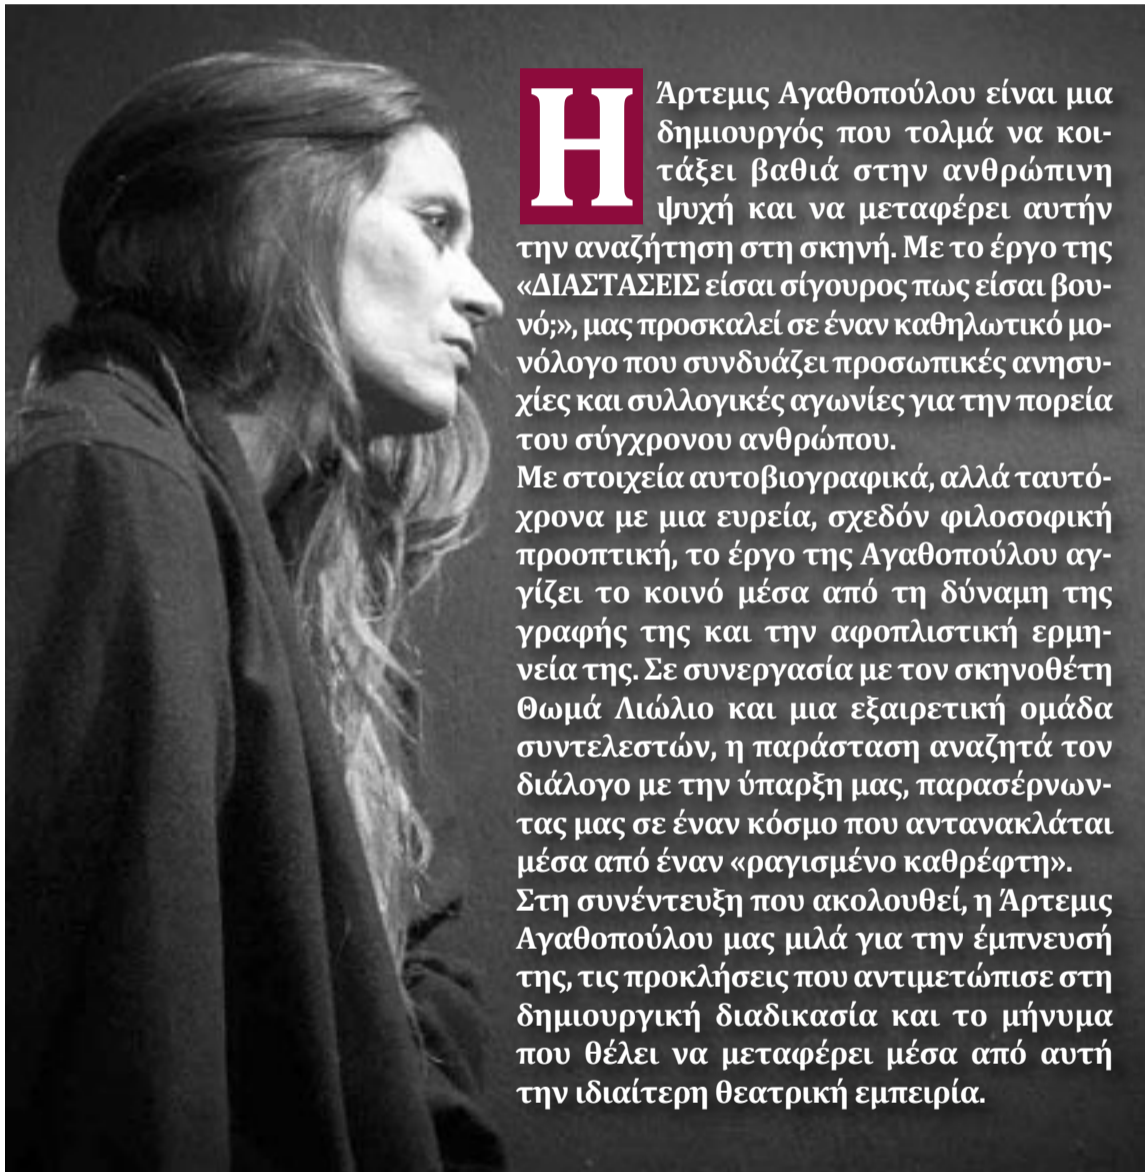 Η Άρτεμις Αγαθοπούλου είναι μια
δημιουργός που τολμά να κοι-
τάξει βαθιά στην ανθρώπινη
ψυχή και να μεταφέρει αυτήν
την αναζήτηση στη σκηνή. Με το έργο της
«ΔΙΑΣΤΑΣΕΙΣ είσαι σίγουρος πως είσαι βου-
νό;», μας προσκαλεί σε έναν καθηλωτικό μο-
νόλογο που συνδυάζει προσωπικές ανησυ-
χίες και συλλογικές αγωνίες για την πορεία
του σύγχρονου ανθρώπου.
Με στοιχεία αυτοβιογραφικά, αλλά ταυτό-
χρονα με μια ευρεία, σχεδόν φιλοσοφική
προοπτική, το έργο της Αγαθοπούλου αγ-
γίζει το κοινό μέσα από τη δύναμη της
γραφής της και την αφοπλιστική ερμη-
νεία της. Σε συνεργασία με τον σκηνοθέτη
Θωμά Λιώλιο και μια εξαιρετική ομάδα
συντελεστών, η παράσταση αναζητά τον
διάλογο με την ύπαρξη μας, παρασέρνων-
τας μας σε έναν κόσμο που αντανακλάται
μέσα από έναν «ραγισμένο καθρέφτη».
Στη συνέντευξη που ακολουθεί, η Άρτεμις
Αγαθοπούλου μας μιλά για την έμπνευσή
της, τις προκλήσεις που αντιμετώπισε στη
δημιουργική διαδικασία και το μήνυμα
που θέλει να μεταφέρει μέσα από αυτή
την ιδιαίτερη θεατρική εμπειρία.